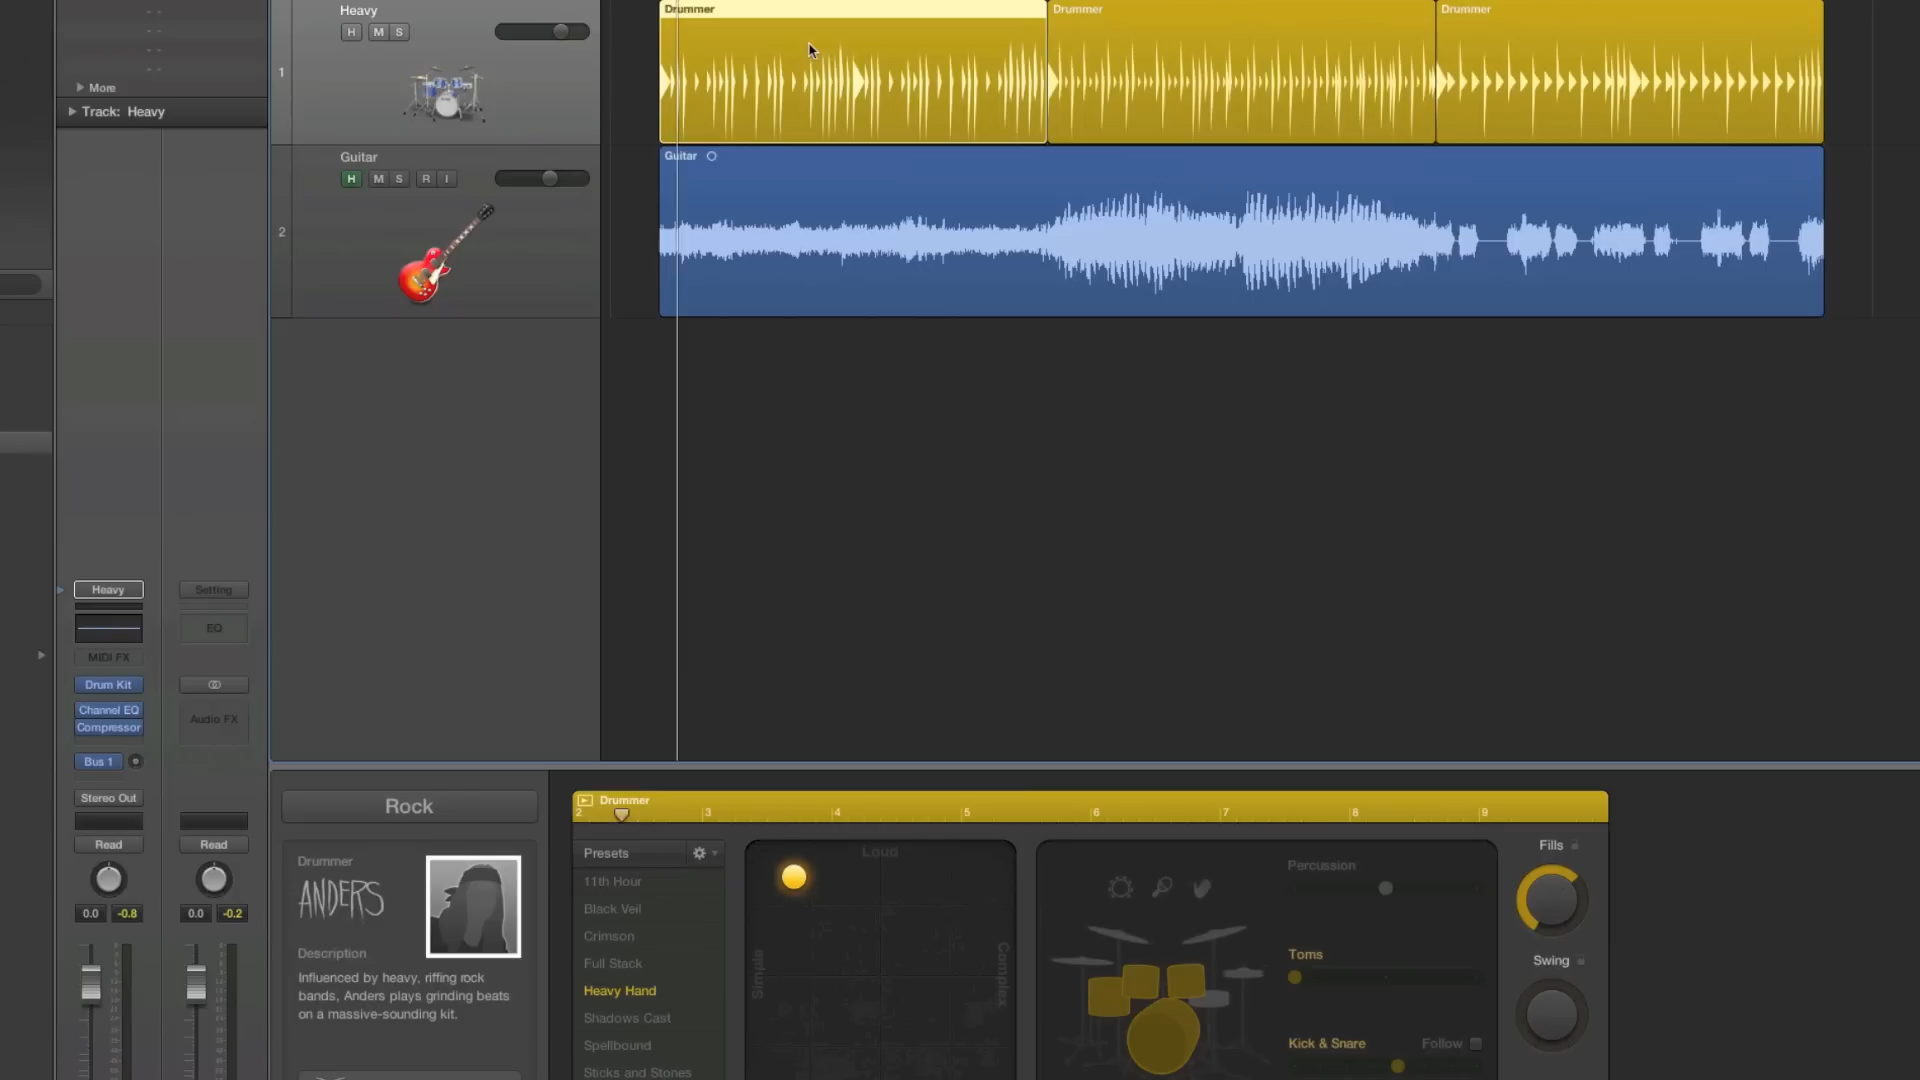 Heavy
H M S
1
More
Track: Heavy
Drummer
Drummer
Drummer
Guitar
H M S R I
2
Guitar
Heavy
Setting
EQ
MIDI FX
Drum Kit
Channel EQ
Compressor
Audio FX
Bus 1
Stereo Out
Read
Read
0.0 -0.8
0.0 -0.2
Rock
Drummer
ANDERS
Description
Influenced by heavy, riffing rock
bands, Anders plays grinding beats
on a massive-sounding kit.
Drummer
2 3 4 5 6 7 8 9
Presets
11th Hour
Black Veil
Crimson
Full Stack
Heavy Hand
Shadows Cast
Spellbound
Sticks and Stones
Loud
Simple
Complex
Percussion
Toms
Kick & Snare
Follow
Fills
Swing